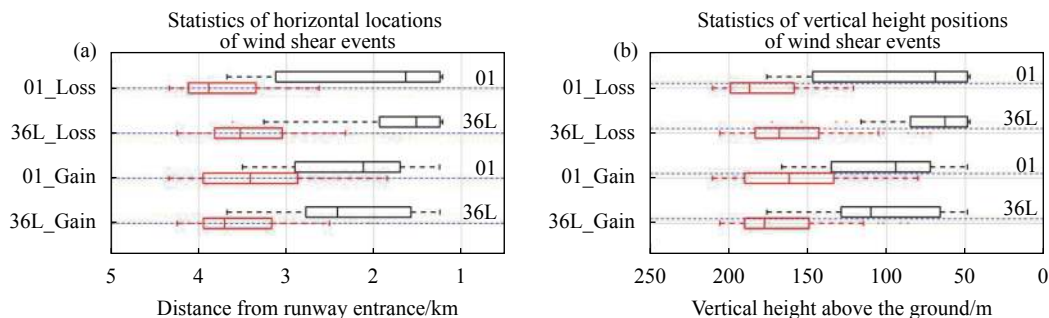 Statistics of horizontal locations
of wind shear events
(a)
01_Loss
01
36L_Loss
36L
01_Gain
01
36L_Gain
36L
5 4 3 2 1
Distance from runway entrance/km
Statistics of vertical height positions
of wind shear events
(b)
01_Loss
01
36L_Loss
36L
01_Gain
01
36L_Gain
36L
250 200 150 100 50 0
Vertical height above the ground/m